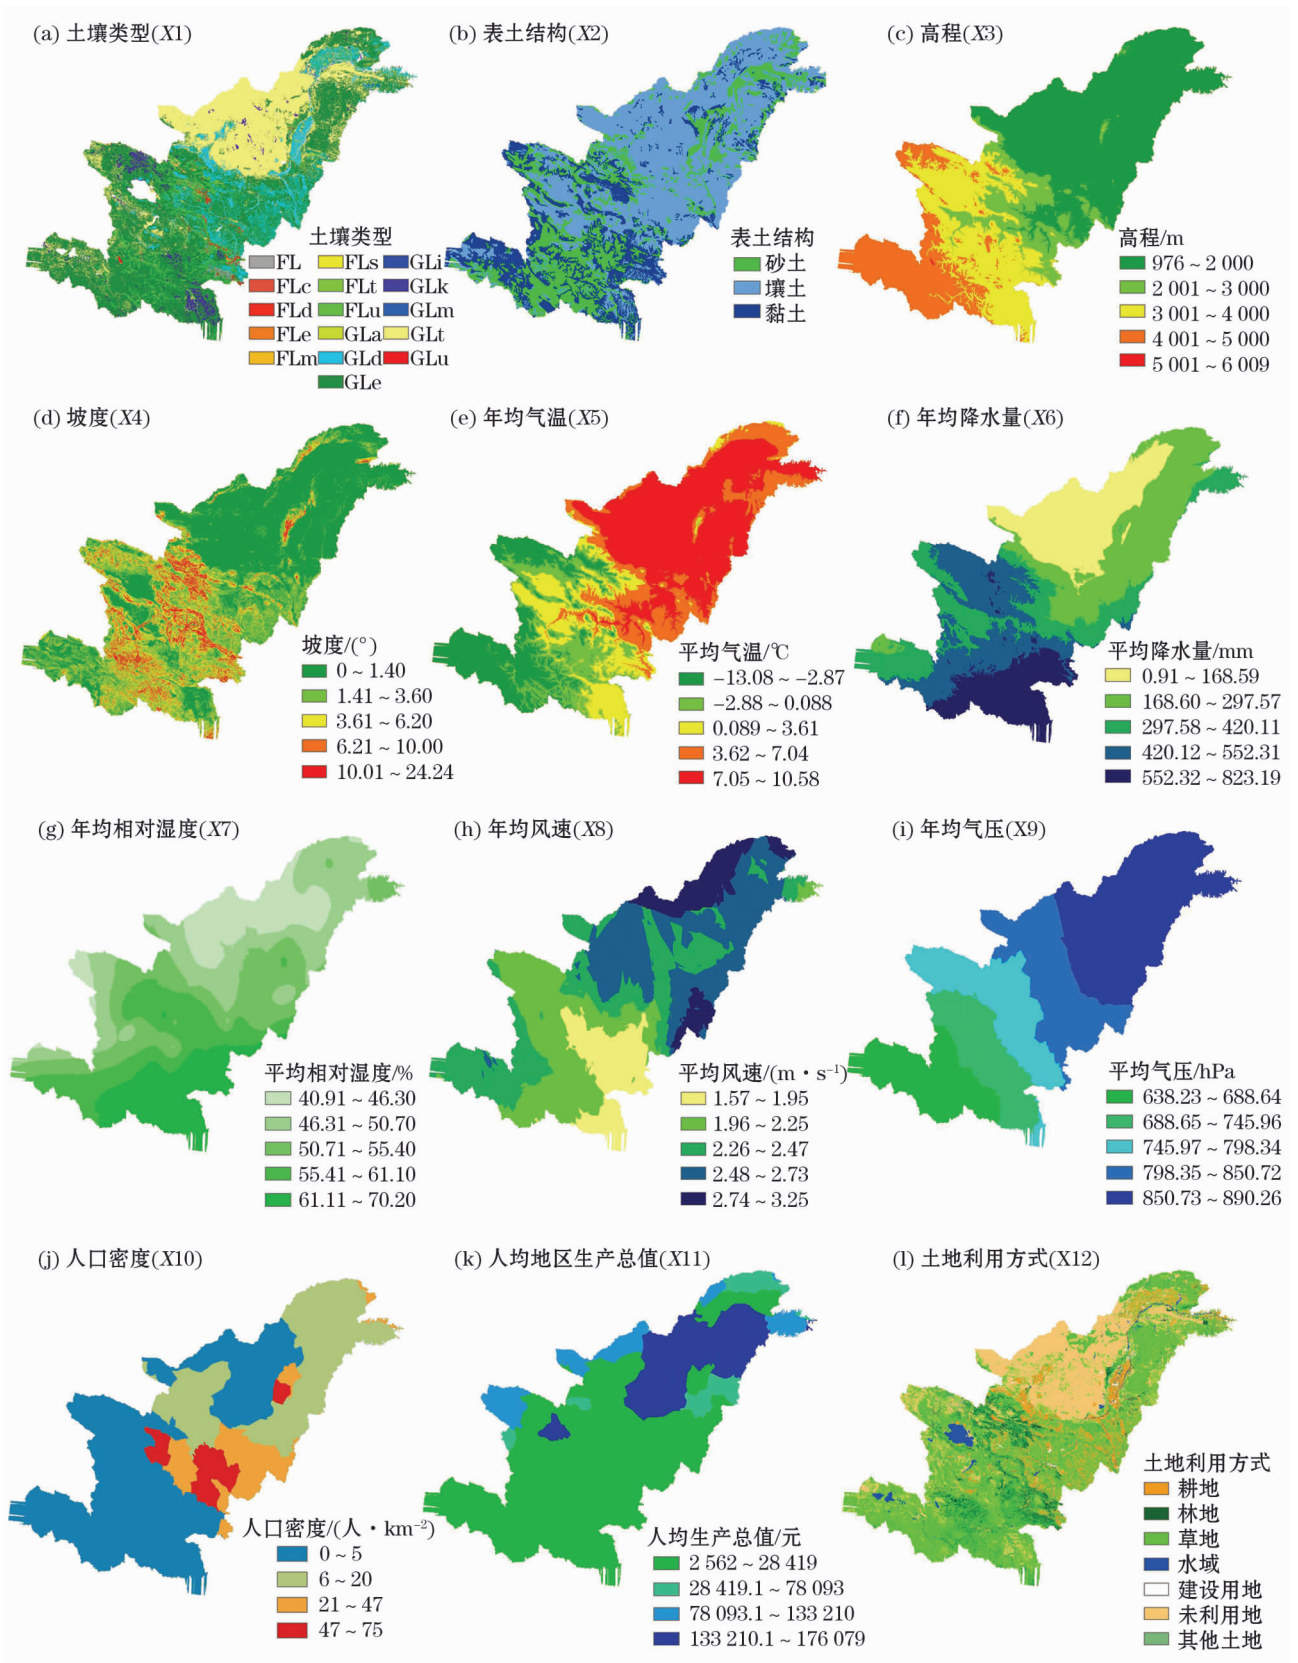 (a) 土壤类型(X1)
土壤类型
FL FLs GLi
FLc FLt GLk
FLd FLu GLm
FLe GLa GLt
FLm GLd GLu
GLe
(b) 表土结构(X2)
表土结构
砂土
壤土
黏土
(c) 高程(X3)
高程/m
976 ~ 2 000
2 001 ~ 3 000
3 001 ~ 4 000
4 001 ~ 5 000
5 001 ~ 6 009
(d) 坡度(X4)
坡度/(°)
0 ~ 1.40
1.41 ~ 3.60
3.61 ~ 6.20
6.21 ~ 10.00
10.01 ~ 24.24
(e) 年均气温(X5)
平均气温/℃
−13.08 ~ −2.87
−2.88 ~ 0.088
0.089 ~ 3.61
3.62 ~ 7.04
7.05 ~ 10.58
(f) 年均降水量(X6)
平均降水量/mm
0.91 ~ 168.59
168.60 ~ 297.57
297.58 ~ 420.11
420.12 ~ 552.31
552.32 ~ 823.19
(g) 年均相对湿度(X7)
平均相对湿度/%
40.91 ~ 46.30
46.31 ~ 50.70
50.71 ~ 55.40
55.41 ~ 61.10
61.11 ~ 70.20
(h) 年均风速(X8)
平均风速/(m·s⁻¹)
1.57 ~ 1.95
1.96 ~ 2.25
2.26 ~ 2.47
2.48 ~ 2.73
2.74 ~ 3.25
(i) 年均气压(X9)
平均气压/hPa
638.23 ~ 688.64
688.65 ~ 745.96
745.97 ~ 798.34
798.35 ~ 850.72
850.73 ~ 890.26
(j) 人口密度(X10)
人口密度/(人·km⁻²)
0 ~ 5
6 ~ 20
21 ~ 47
47 ~ 75
(k) 人均地区生产总值(X11)
人均生产总值/元
2 562 ~ 28 419
28 419.1 ~ 78 093
78 093.1 ~ 133 210
133 210.1 ~ 176 079
(l) 土地利用方式(X12)
土地利用方式
耕地
林地
草地
水域
建设用地
未利用地
其他土地